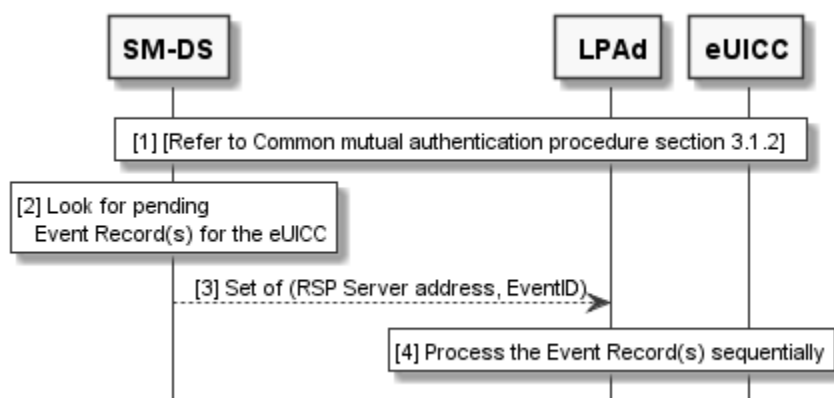 SM-DS
LPAd
eUICC
[1] [Refer to Common mutual authentication procedure section 3.1.2]
[2] Look for pending
Event Record(s) for the eUICC
[3] Set of (RSP Server address, EventID)
[4] Process the Event Record(s) sequentially